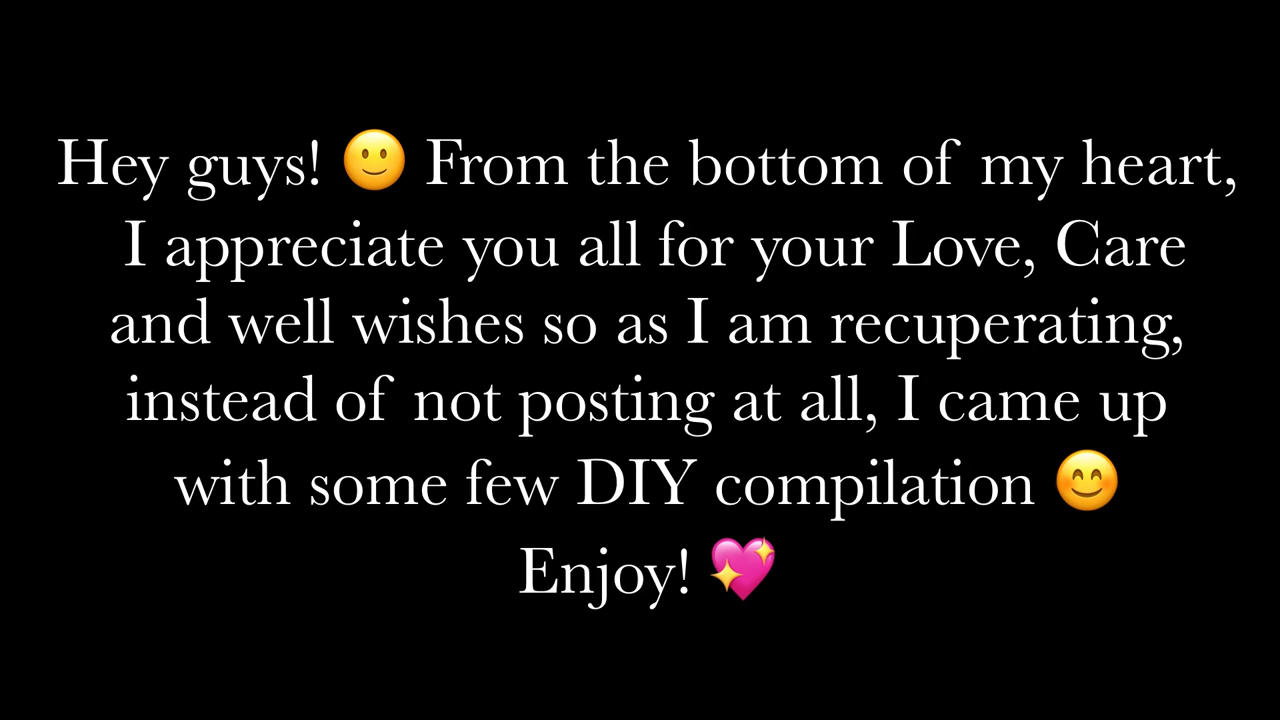 Hey guys! 🙂 From the bottom of my heart,
I appreciate you all for your Love, Care
and well wishes so as I am recuperating,
instead of not posting at all, I came up
with some few DIY compilation 😊
Enjoy! 💖